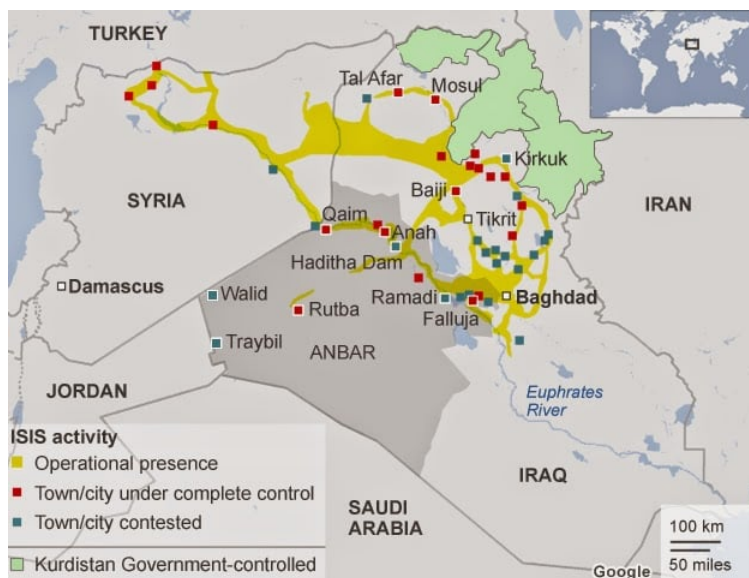 TURKEY
Tal Afar
Mosul
Kirkuk
SYRIA
Baiji
IRAN
Qaim
Tikrit
Anah
Haditha Dam
Damascus
Walid
Ramadi
Baghdad
Rutba
Falluja
Traybil
ANBAR
JORDAN
Euphrates
River
ISIS activity
Operational presence
Town/city under complete control
IRAQ
Town/city contested
SAUDI
ARABIA
100 km
50 miles
Kurdistan Government-controlled
Google